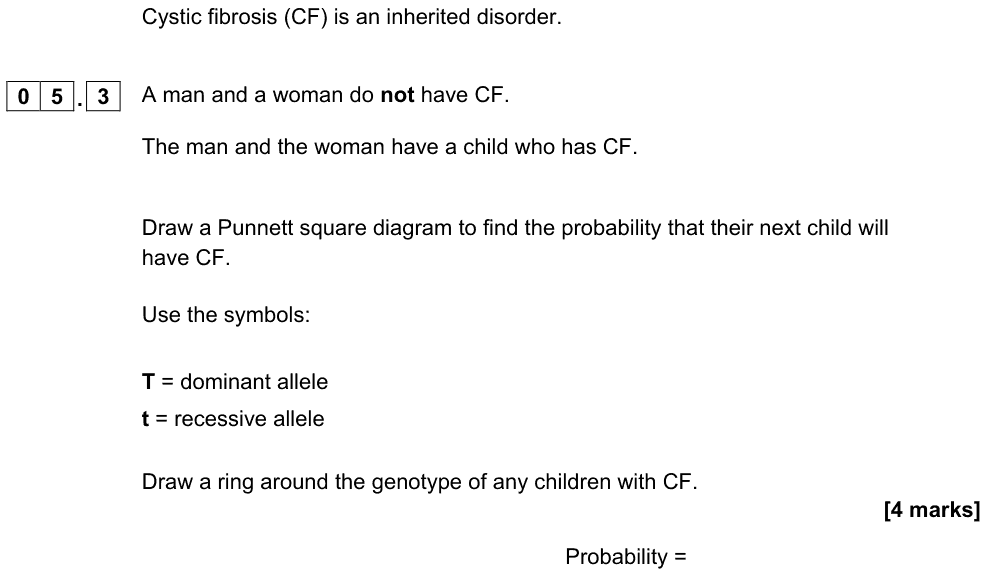 Cystic fibrosis (CF) is an inherited disorder.
0 5 . 3 A man and a woman do not have CF.
The man and the woman have a child who has CF.
Draw a Punnett square diagram to find the probability that their next child will
have CF.
Use the symbols:
T = dominant allele
t = recessive allele
Draw a ring around the genotype of any children with CF.
[4 marks]
Probability =